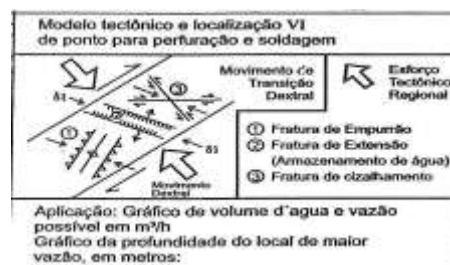 Modelo tectônico e localização VI
de ponto para perfuração e soldagem
Movimento de
Transição
Dextral
Esforço
Tectônico
Regional
① Fratura de Empurrão
② Fratura de Extensão
(Armazenamento de água)
③ Fratura de cizalhamento
Movimento
Dextral
Aplicação: Gráfico de volume d'agua e vazão
possível em m³/h
Gráfico da profundidade do local de maior
vazão, em metros: